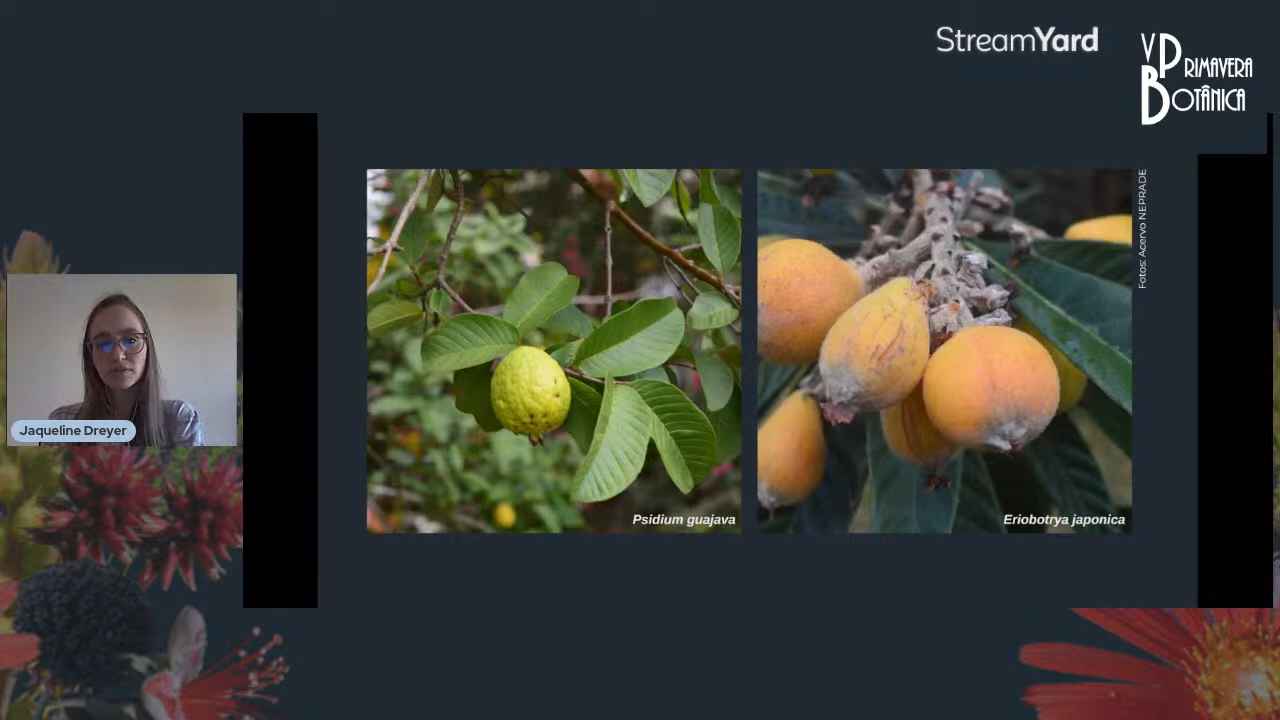 StreamYard
V PRIMAVERA
BOTÂNICA
Fotos: Acervo NEPRADE
Jaqueline Dreyer
Psidium guajava
Eriobotrya japonica